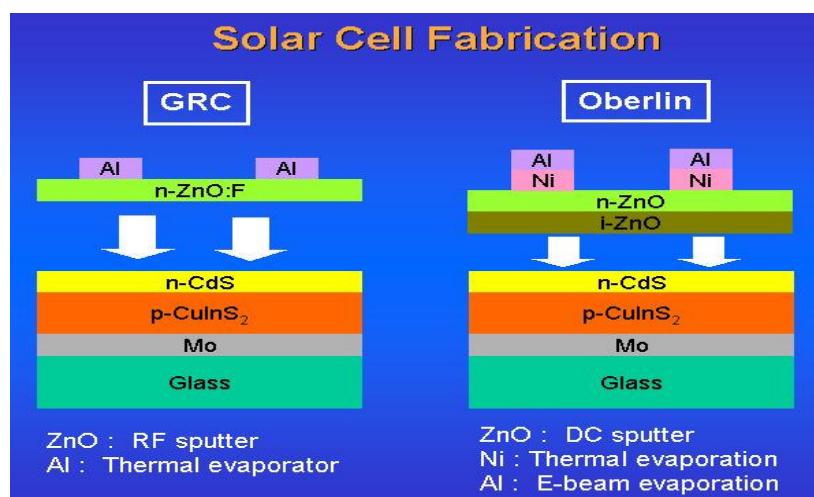 Solar Cell Fabrication
GRC
Al Al
n-ZnO:F
n-CdS
p-CuInS₂
Mo
Glass
ZnO : RF sputter
Al : Thermal evaporator
Oberlin
Al Al
Ni Ni
n-ZnO
i-ZnO
n-CdS
p-CuInS₂
Mo
Glass
ZnO : DC sputter
Ni : Thermal evaporation
Al : E-beam evaporation